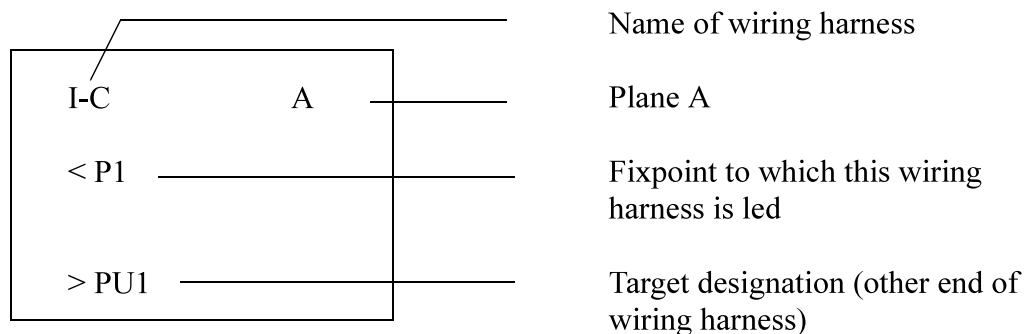 Name of wiring harness
I-C A Plane A
< P1 Fixpoint to which this wiring
harness is led
> PU1 Target designation (other end of
wiring harness)